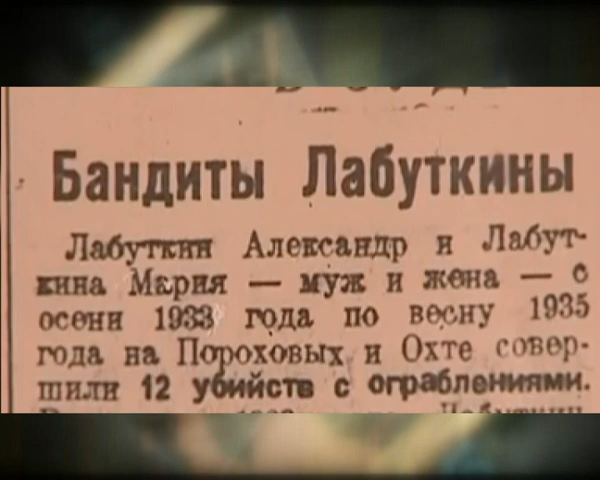 Бандиты Лабуткины
Лабуткин Александр и Лабут-
кина Мария — муж и жена — с
осени 1933 года по весну 1935
года на Пороховых и Охте совер-
шили 12 убийств с ограблениями.